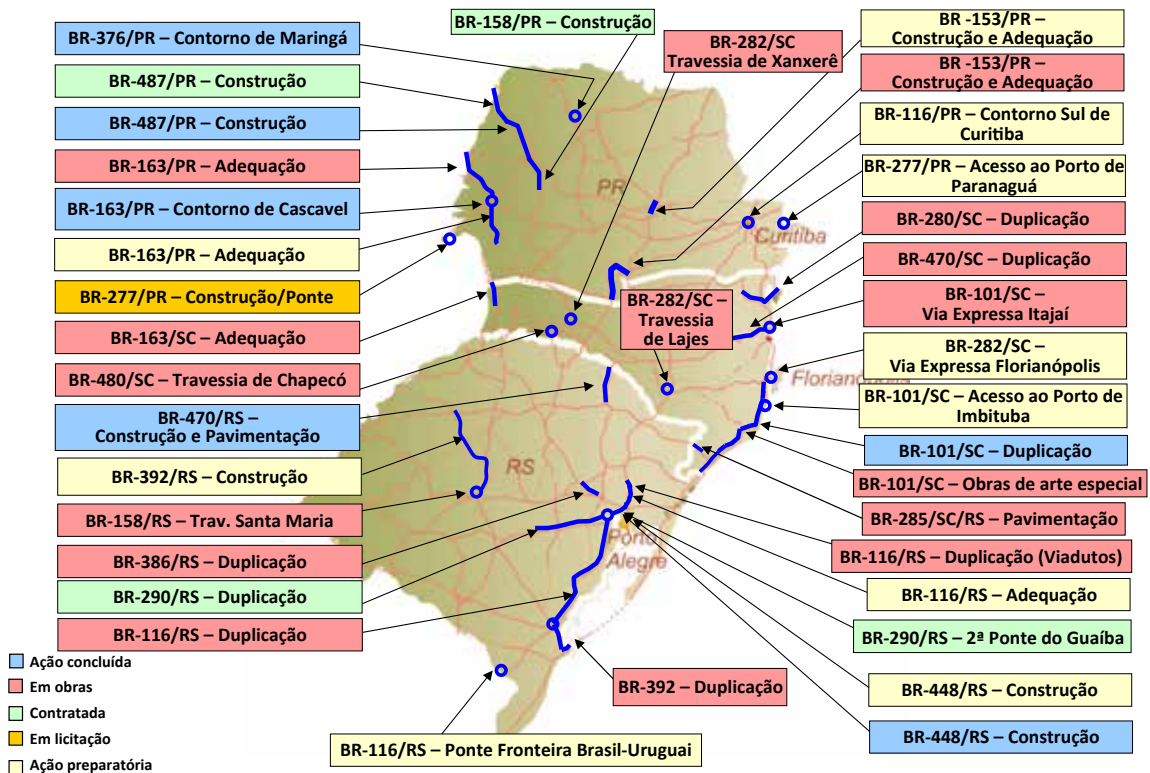 BR-376/PR – Contorno de Maringá
BR-487/PR – Construção
BR-487/PR – Construção
BR-163/PR – Adequação
BR-163/PR – Contorno de Cascavel
BR-163/PR – Adequação
BR-277/PR – Construção/Ponte
BR-163/SC – Adequação
BR-480/SC – Travessia de Chapecó
BR-470/RS –
Construção e Pavimentação
BR-392/RS – Construção
BR-158/RS – Trav. Santa Maria
BR-386/RS – Duplicação
BR-290/RS – Duplicação
BR-116/RS – Duplicação
Ação concluída
Em obras
Contratada
Em licitação
Ação preparatória
BR-158/PR – Construção
BR-282/SC
Travessia de Xanxerê
PR
Curitiba
BR-282/SC –
Travessia
de Lajes
Florianópolis
RS
Porto
Alegre
BR-392 – Duplicação
BR-116/RS – Ponte Fronteira Brasil-Uruguai
BR -153/PR –
Construção e Adequação
BR -153/PR –
Construção e Adequação
BR-116/PR – Contorno Sul de
Curitiba
BR-277/PR – Acesso ao Porto de
Paranaguá
BR-280/SC – Duplicação
BR-470/SC – Duplicação
BR-101/SC –
Via Expressa Itajaí
BR-282/SC –
Via Expressa Florianópolis
BR-101/SC – Acesso ao Porto de
Imbituba
BR-101/SC – Duplicação
BR-101/SC – Obras de arte especial
BR-285/SC/RS – Pavimentação
BR-116/RS – Duplicação (Viadutos)
BR-116/RS – Adequação
BR-290/RS – 2ª Ponte do Guaíba
BR-448/RS – Construção
BR-448/RS – Construção